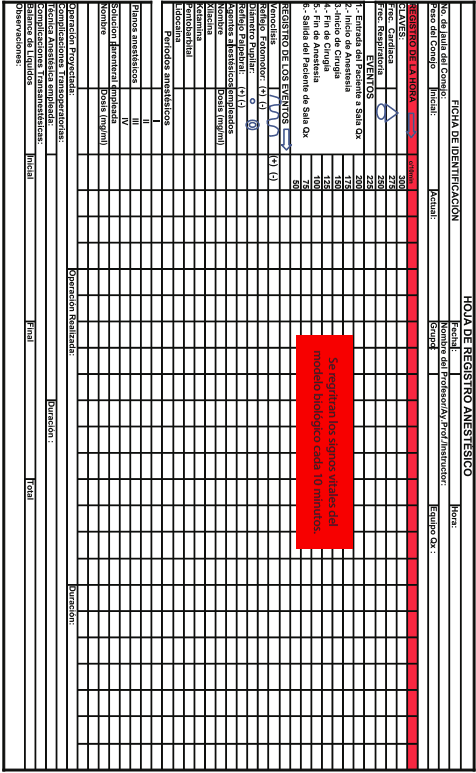 HOJA DE REGISTRO ANESTÉSICO
FICHA DE IDENTIFICACIÓN
Fecha: Hora:
No. de jaula del Conejo: Nombre del Profesor/Ay.Prof./Instructor:
Peso del Conejo Inicial: Actual: Grupo: Equipo Qx :
REGISTRO DE LA HORA
CLAVES: 300
Frec. Cardiaca 275
Frec. Respiratoria 250
EVENTOS 225
1.- Entrada del Paciente a Sala Qx 200
2.- Inicio de Anestesia 175
3.-Inicio de Cirugía 150
4.- Fin de Cirugía 125
5.- Fin de Anestesia 100
6.- Salida del Paciente de Sala Qx 75
50
Se regritran los signos vitales del
modelo biológico cada 10 minutos.
REGISTRO DE LOS EVENTOS
Venoclisis (+) (-)
Reflejo Fotomotor: (+) (-)
Diametro Pupilar:
Reflejo Palpebral: (+) (-)
Agentes anestésicos empleados
Nombre Dosis (mg/ml)
Xilacina
Ketamina
Pentobarbital
Lidocaina
Periodos anestésicos
I
II
Planos anestésicos III
IV
Solucion parenteral empleada
Nombre Dosis (mg/ml)
Operación Proyectada: Operación Realizada: Duración:
Complicaciones Transoperatorias:
Técnica Anestésica empleada: Duración :
Complicaciones Transanestésicas:
Balance de Líquidos Inicial Final Total
Observaciones: